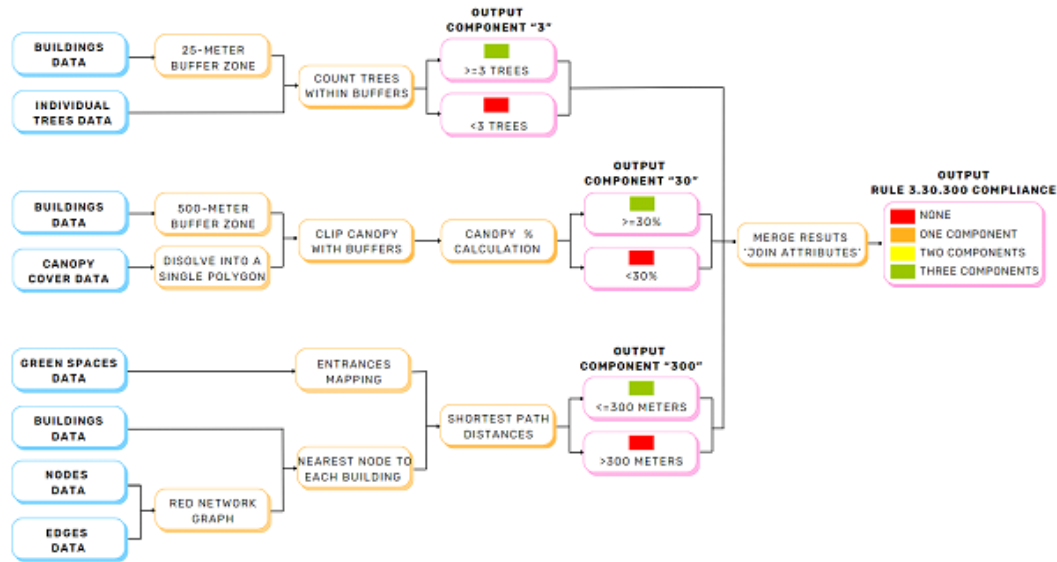 OUTPUT
COMPONENT "3"
BUILDINGS
DATA
25-METER
BUFFER ZONE
INDIVIDUAL
TREES DATA
COUNT TREES
WITHIN BUFFERS
>=3 TREES
<3 TREES
OUTPUT
COMPONENT "30"
BUILDINGS
DATA
500-METER
BUFFER ZONE
CANOPY
COVER DATA
DISOLVE INTO A
SINGLE POLYGON
CLIP CANOPY
WITH BUFFERS
CANOPY %
CALCULATION
>=30%
<30%
MERGE RESUTS
'JOIN ATTRIBUTES'
OUTPUT
RULE 3.30.300 COMPLIANCE
NONE
ONE COMPONENT
TWO COMPONENTS
THREE COMPONENTS
OUTPUT
COMPONENT "300"
GREEN SPACES
DATA
ENTRANCES
MAPPING
BUILDINGS
DATA
NODES
DATA
EDGES
DATA
RED NETWORK
GRAPH
NEAREST NODE TO
EACH BUILDING
SHORTEST PATH
DISTANCES
<=300 METERS
>300 METERS